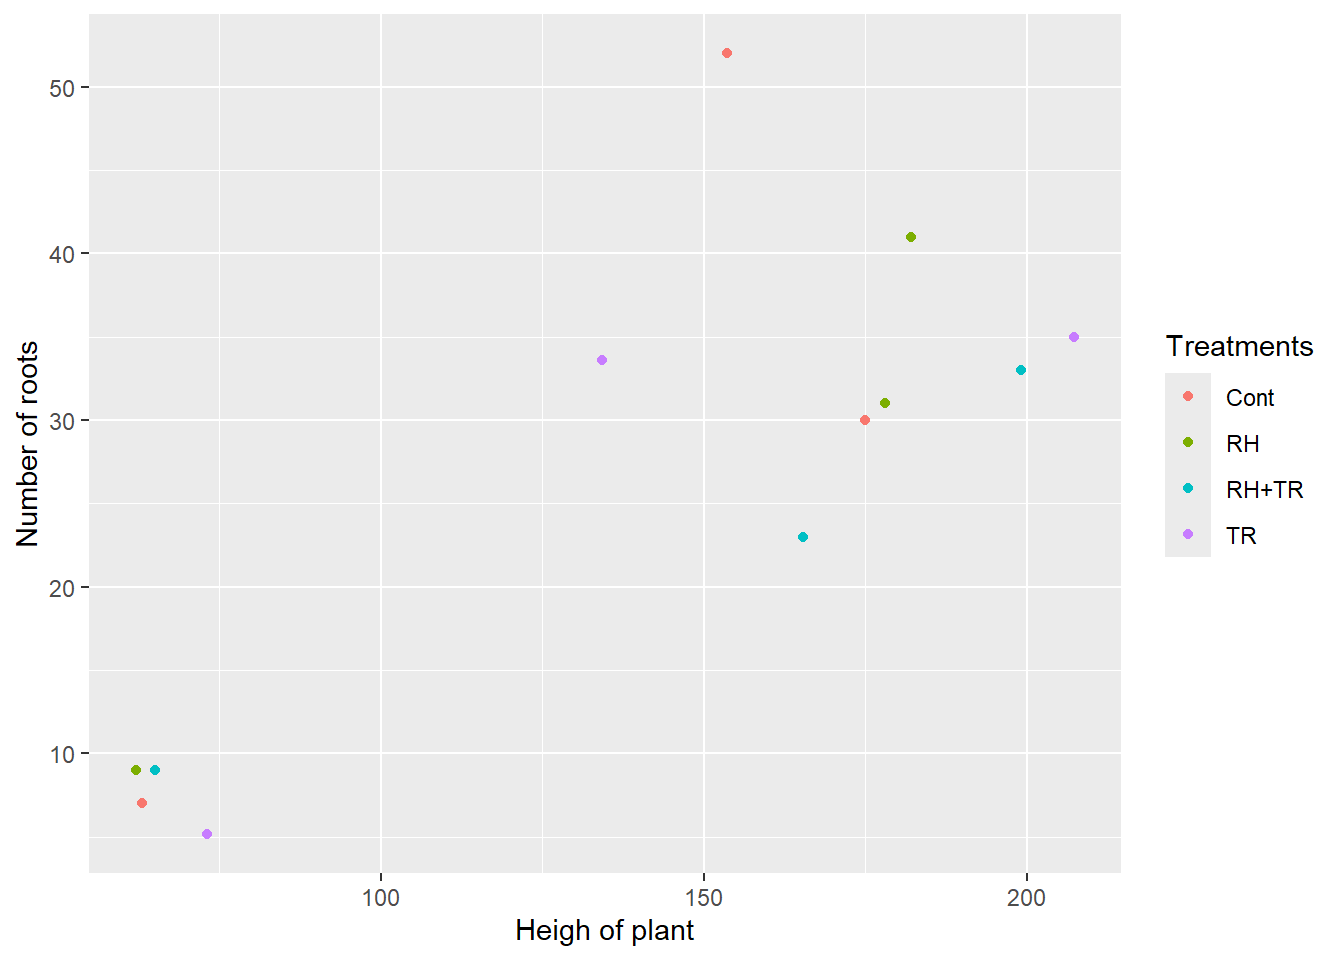 50
40
30
20
10
Number of roots
100 150 200
Heigh of plant
Treatments
Cont
RH
RH+TR
TR